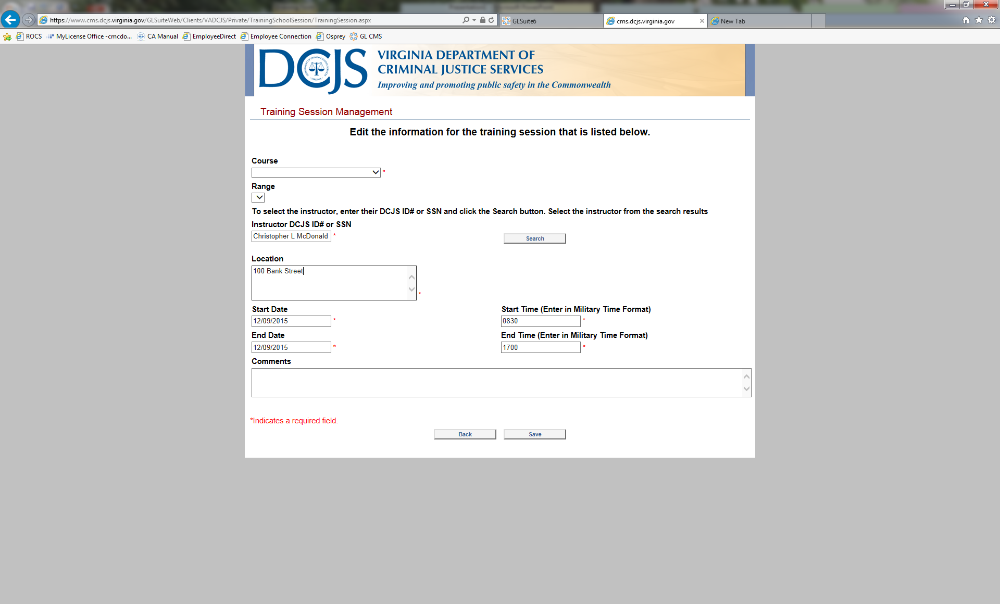 https://www.cms.dcjs.virginia.gov/GLSuiteWeb/Clients/VADCJS/Private/TrainingSchoolSession/TrainingSession.aspx
GLSuite6
cms.dcjs.virginia.gov
New Tab
ROCS
MyLicense Office -cmcdo...
CA Manual
EmployeeDirect
Employee Connection
Osprey
GL CMS
DCJS
VIRGINIA DEPARTMENT OF
CRIMINAL JUSTICE SERVICES
Improving and promoting public safety in the Commonwealth
Training Session Management
Edit the information for the training session that is listed below.
Course
*
Range
To select the instructor, enter their DCJS ID# or SSN and click the Search button. Select the instructor from the search results
Instructor DCJS ID# or SSN
Christopher L McDonald *
Search
Location
100 Bank Street
*
Start Date
Start Time (Enter in Military Time Format)
12/09/2015 *
0830 *
End Date
End Time (Enter in Military Time Format)
12/09/2015 *
1700 *
Comments
*Indicates a required field.
Back
Save